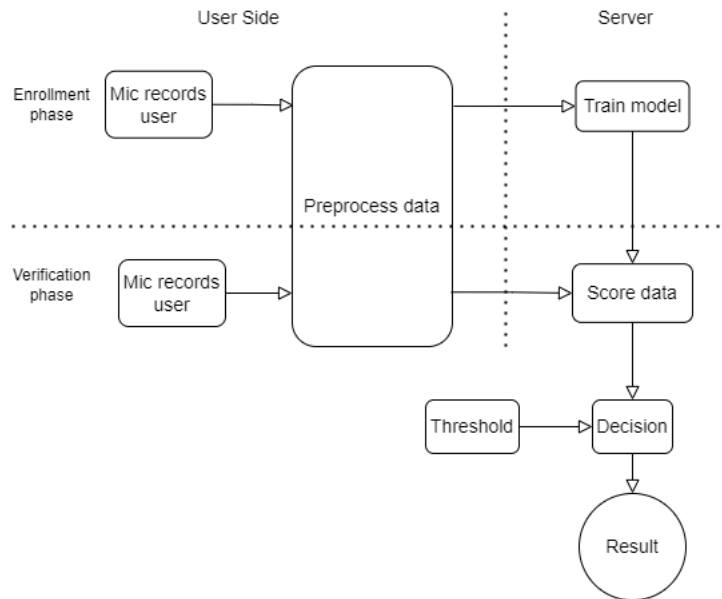 User Side
Server
Enrollment
phase
Mic records
user
Train model
Preprocess data
Verification
phase
Mic records
user
Score data
Threshold
Decision
Result